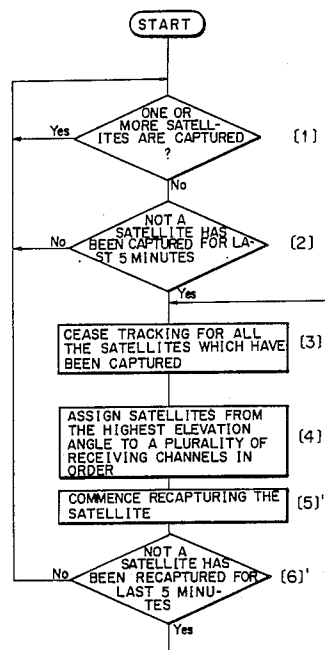 START
ONE OR
MORE SATELL-
ITES ARE CAPTURED
?
[1]
Yes
No
NOT A
SATELLITE HAS
BEEN CAPTURED FOR LA-
ST 5 MINUTES
[2]
No
Yes
CEASE TRACKING FOR ALL
THE SATELLITES WHICH HAVE
BEEN CAPTURED
[3]
ASSIGN SATELLITES FROM
THE HIGHEST ELEVATION
ANGLE TO A PLURALITY OF
RECEIVING CHANNELS IN
ORDER
[4]
COMMENCE RECAPTURING THE
SATELLITE
[5]'
NOT A
SATELLITE HAS
BEEN RECAPTURED FOR
LAST 5 MINU-
TES
[6]'
No
Yes